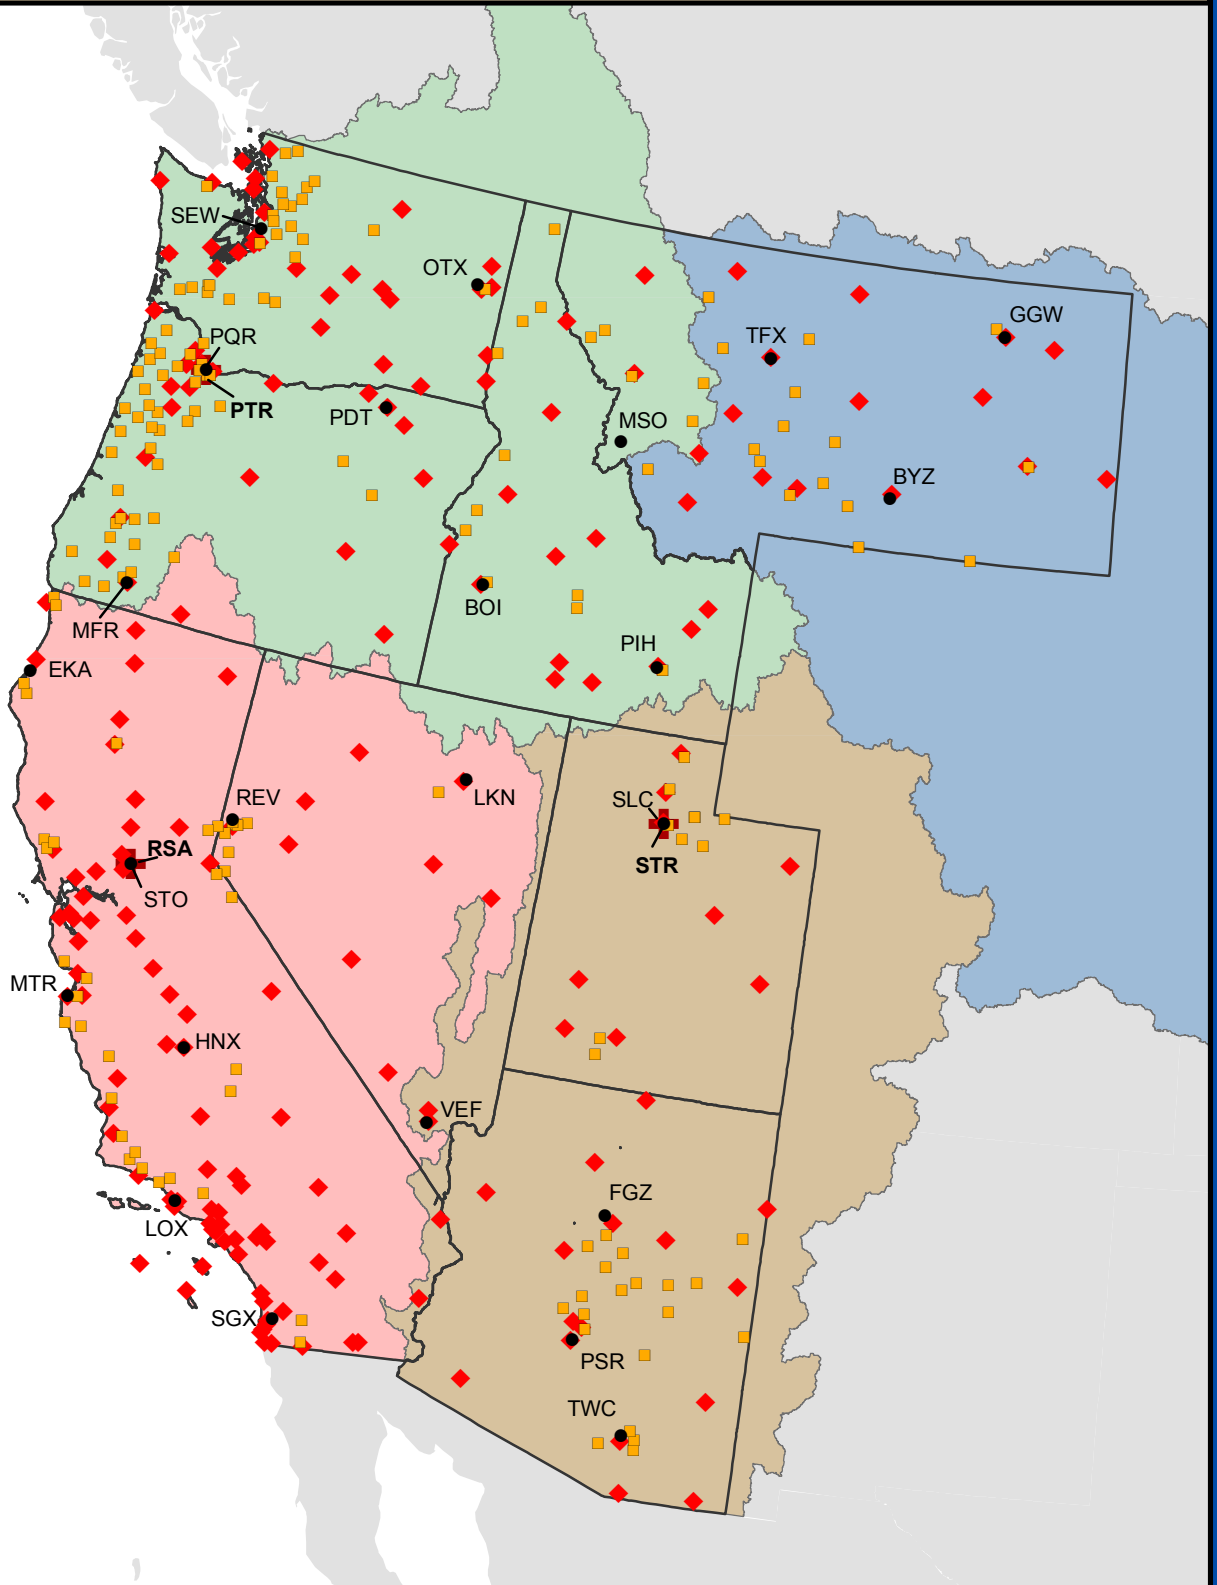 SEW
OTX
GGW
PQR
TFX
PTR
PDT
MSO
BYZ
BOI
MFR
PIH
EKA
LKN
REV
SLC
RSA
STR
STO
MTR
HNX
VEF
FGZ
LOX
SGX
PSR
TWC